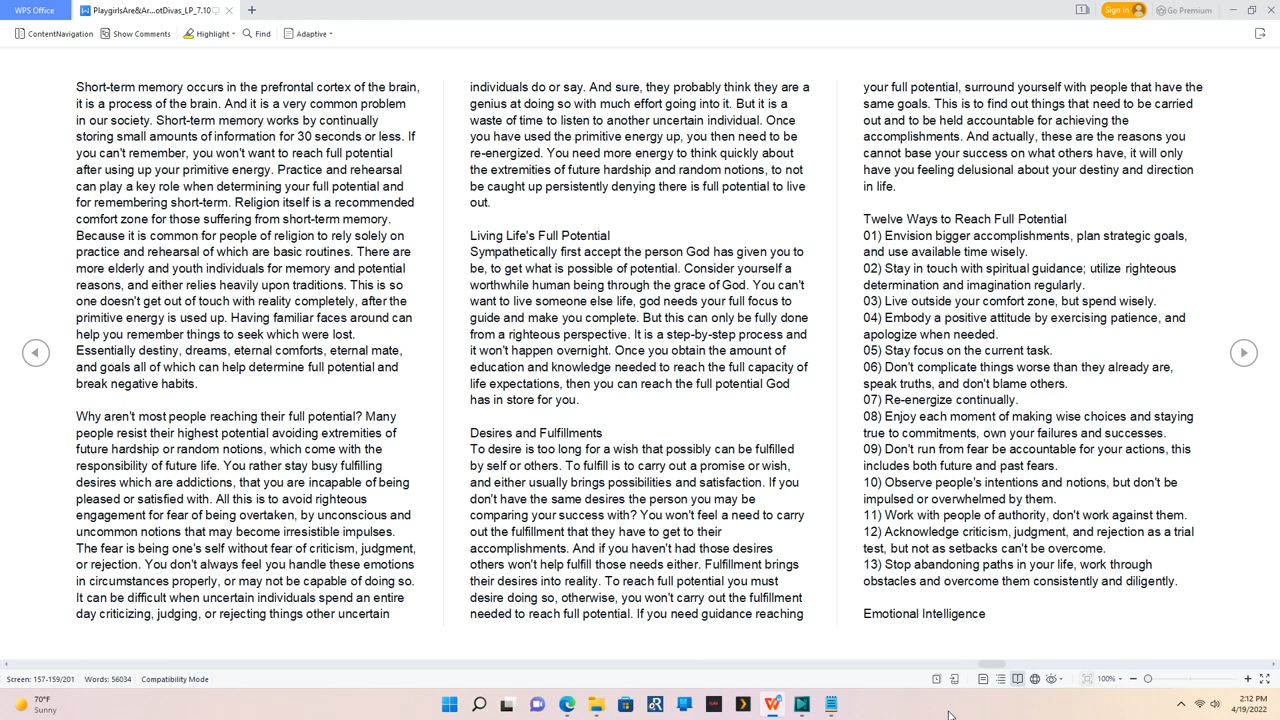 WPS Office
PlaygirlsAre&Ar...otDivas_LP_7.10
Sign in
Go Premium
ContentNavigation
Show Comments
Highlight
Find
Adaptive
Short-term memory occurs in the prefrontal cortex of the brain,
it is a process of the brain. And it is a very common problem
in our society. Short-term memory works by continually
storing small amounts of information for 30 seconds or less. If
you can't remember, you won't want to reach full potential
after using up your primitive energy. Practice and rehearsal
can play a key role when determining your full potential and
for remembering short-term. Religion itself is a recommended
comfort zone for those suffering from short-term memory.
Because it is common for people of religion to rely solely on
practice and rehearsal of which are basic routines. There are
more elderly and youth individuals for memory and potential
reasons, and either relies heavily upon traditions. This is so
one doesn't get out of touch with reality completely, after the
primitive energy is used up. Having familiar faces around can
help you remember things to seek which were lost.
Essentially destiny, dreams, eternal comforts, eternal mate,
and goals all of which can help determine full potential and
break negative habits.
Why aren't most people reaching their full potential? Many
people resist their highest potential avoiding extremities of
future hardship or random notions, which come with the
responsibility of future life. You rather stay busy fulfilling
desires which are addictions, that you are incapable of being
pleased or satisfied with. All this is to avoid righteous
engagement for fear of being overtaken, by unconscious and
uncommon notions that may become irresistible impulses.
The fear is being one's self without fear of criticism, judgment,
or rejection. You don't always feel you handle these emotions
in circumstances properly, or may not be capable of doing so.
It can be difficult when uncertain individuals spend an entire
day criticizing, judging, or rejecting things other uncertain
individuals do or say. And sure, they probably think they are a
genius at doing so with much effort going into it. But it is a
waste of time to listen to another uncertain individual. Once
you have used the primitive energy up, you then need to be
re-energized. You need more energy to think quickly about
the extremities of future hardship and random notions, to not
be caught up persistently denying there is full potential to live
out.
Living Life's Full Potential
Sympathetically first accept the person God has given you to
be, to get what is possible of potential. Consider yourself a
worthwhile human being through the grace of God. You can't
want to live someone else life, god needs your full focus to
guide and make you complete. But this can only be fully done
from a righteous perspective. It is a step-by-step process and
it won't happen overnight. Once you obtain the amount of
education and knowledge needed to reach the full capacity of
life expectations, then you can reach the full potential God
has in store for you.
Desires and Fulfillments
To desire is too long for a wish that possibly can be fulfilled
by self or others. To fulfill is to carry out a promise or wish,
and either usually brings possibilities and satisfaction. If you
don't have the same desires the person you may be
comparing your success with? You won't feel a need to carry
out the fulfillment that they have to get to their
accomplishments. And if you haven't had those desires
others won't help fulfill those needs either. Fulfillment brings
their desires into reality. To reach full potential you must
desire doing so, otherwise, you won't carry out the fulfillment
needed to reach full potential. If you need guidance reaching
your full potential, surround yourself with people that have the
same goals. This is to find out things that need to be carried
out and to be held accountable for achieving the
accomplishments. And actually, these are the reasons you
cannot base your success on what others have, it will only
have you feeling delusional about your destiny and direction
in life.
Twelve Ways to Reach Full Potential
01) Envision bigger accomplishments, plan strategic goals,
and use available time wisely.
02) Stay in touch with spiritual guidance; utilize righteous
determination and imagination regularly.
03) Live outside your comfort zone, but spend wisely.
04) Embody a positive attitude by exercising patience, and
apologize when needed.
05) Stay focus on the current task.
06) Don't complicate things worse than they already are,
speak truths, and don't blame others.
07) Re-energize continually.
08) Enjoy each moment of making wise choices and staying
true to commitments, own your failures and successes.
09) Don't run from fear be accountable for your actions, this
includes both future and past fears.
10) Observe people's intentions and notions, but don't be
impulsed or overwhelmed by them.
11) Work with people of authority, don't work against them.
12) Acknowledge criticism, judgment, and rejection as a trial
test, but not as setbacks can't be overcome.
13) Stop abandoning paths in your life, work through
obstacles and overcome them consistently and diligently.
Emotional Intelligence
Screen: 157-159/201
Words: 56034
Compatibility Mode
100%
70°F
Sunny
2:12 PM
4/19/2022